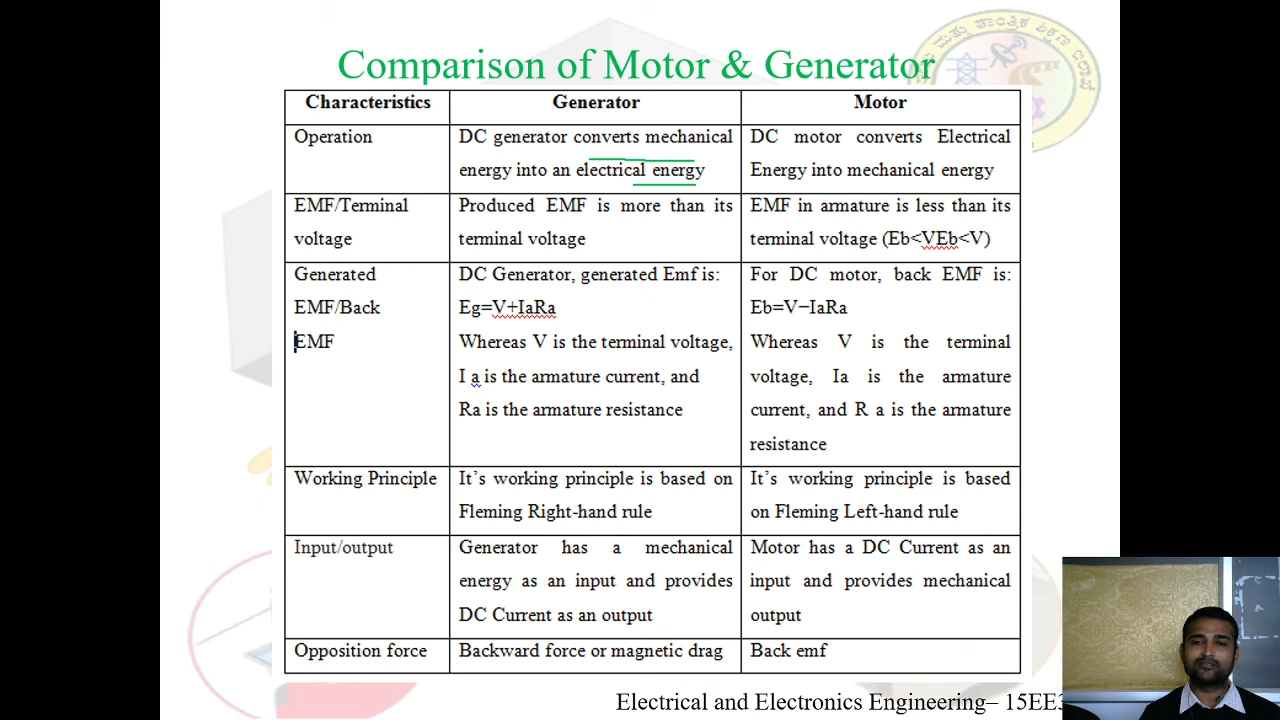 Comparison of Motor & Generator
Characteristics Generator Motor
Operation
DC generator converts mechanical
energy into an electrical energy
DC motor converts Electrical
Energy into mechanical energy
EMF/Terminal
voltage
Produced EMF is more than its
terminal voltage
EMF in armature is less than its
terminal voltage (Eb<VEb<V)
Generated
EMF/Back
EMF
DC Generator, generated Emf is:
Eg=V+IaRa
Whereas V is the terminal voltage,
I a is the armature current, and
Ra is the armature resistance
For DC motor, back EMF is:
Eb=V−IaRa
Whereas V is the terminal
voltage, Ia is the armature
current, and R a is the armature
resistance
Working Principle
It’s working principle is based on
Fleming Right-hand rule
It’s working principle is based
on Fleming Left-hand rule
Input/output
Generator has a mechanical
energy as an input and provides
DC Current as an output
Motor has a DC Current as an
input and provides mechanical
output
Opposition force
Backward force or magnetic drag
Back emf
Electrical and Electronics Engineering– 15EE3